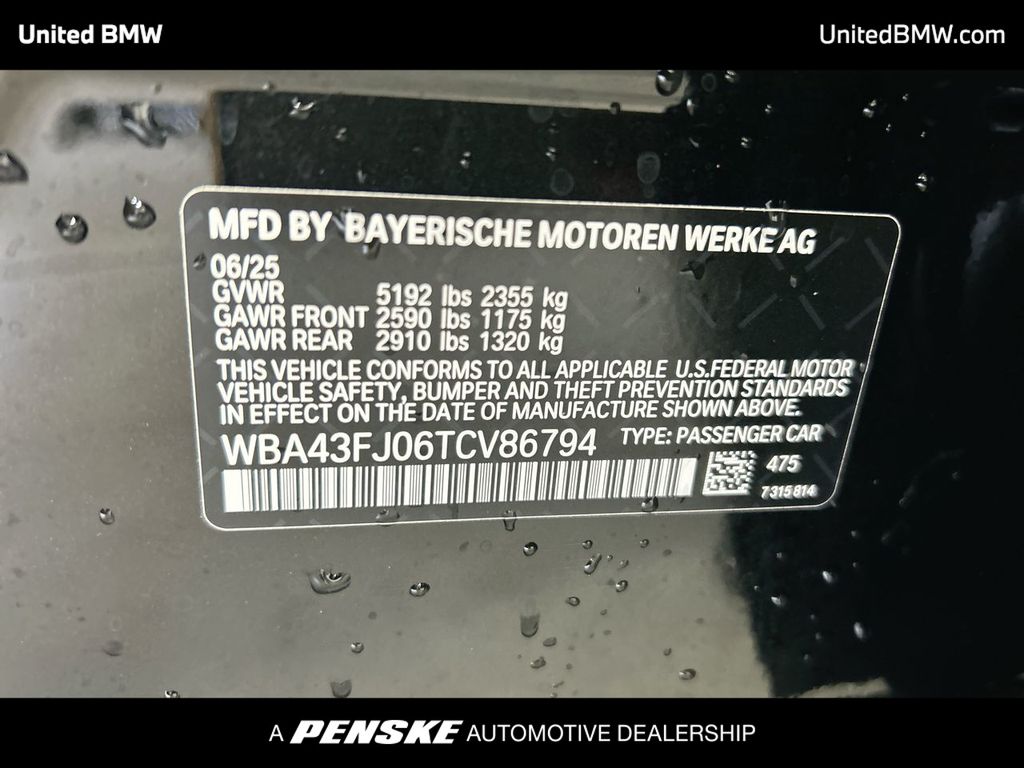 United BMW
UnitedBMW.com
MFD BY BAYERISCHE MOTOREN WERKE AG
06/25
GVWR 5192 lbs 2355 kg
GAWR FRONT 2590 lbs 1175 kg
GAWR REAR 2910 lbs 1320 kg
THIS VEHICLE CONFORMS TO ALL APPLICABLE U.S.FEDERAL MOTOR
VEHICLE SAFETY, BUMPER AND THEFT PREVENTION STANDARDS
IN EFFECT ON THE DATE OF MANUFACTURE SHOWN ABOVE.
WBA43FJ06TCV86794 TYPE: PASSENGER CAR
475
7315814
A PENSKE AUTOMOTIVE DEALERSHIP